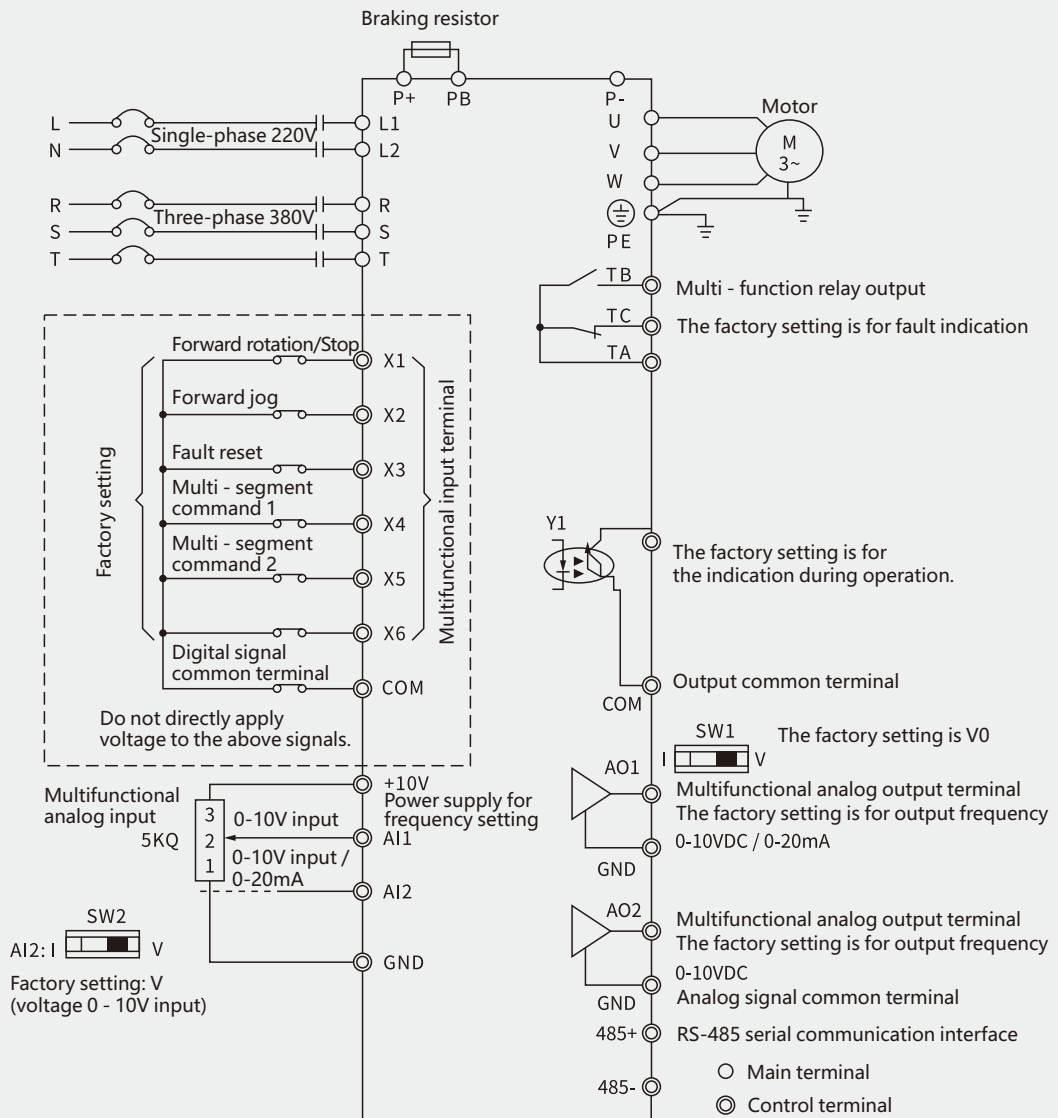 Braking resistor
P+ PB P-
L Single-phase 220V L1
N L2
R Three-phase 380V R
S S
T T
U Motor
V M
3~
W
PE
TB Multi - function relay output
TC The factory setting is for fault indication
TA
Factory setting
Forward rotation/Stop X1
Forward jog X2
Fault reset X3
Multi - segment
command 1 X4
Multi - segment
command 2 X5
X6
Digital signal
common terminal COM
Multifunctional input terminal
Do not directly apply
voltage to the above signals.
Y1
The factory setting is for
the indication during operation.
COM Output common terminal
SW1 The factory setting is V0
I V
+10V
Power supply for
frequency setting
Multifunctional
analog input
5KQ
3
2
1
0-10V input AI1
0-10V input /
0-20mA AI2
SW2
AI2: I V
Factory setting: V
(voltage 0 - 10V input)
GND
AO1 Multifunctional analog output terminal
The factory setting is for output frequency
0-10VDC / 0-20mA
GND
AO2 Multifunctional analog output terminal
The factory setting is for output frequency
0-10VDC
GND Analog signal common terminal
485+ RS-485 serial communication interface
485-
Main terminal
Control terminal